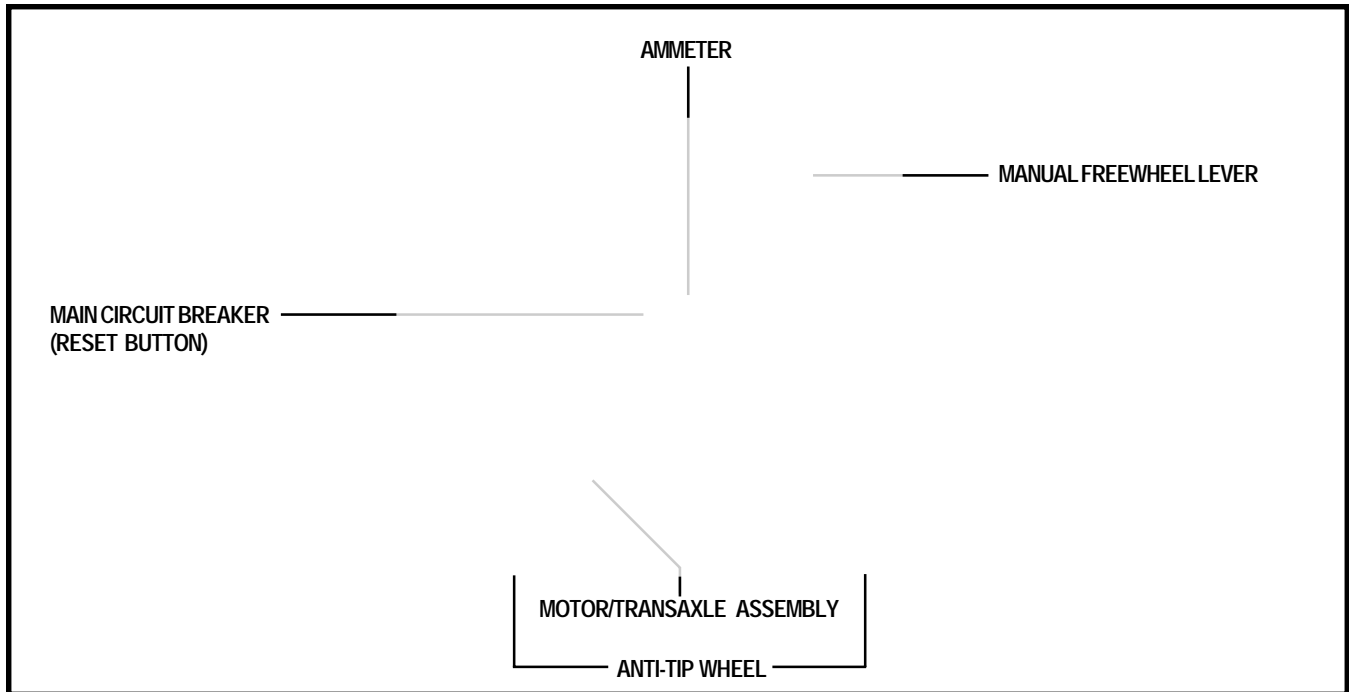 AMMETER
MANUAL FREEWHEEL LEVER
MAIN CIRCUIT BREAKER
(RESET BUTTON)
MOTOR/TRANSAXLE ASSEMBLY
ANTI-TIP WHEEL